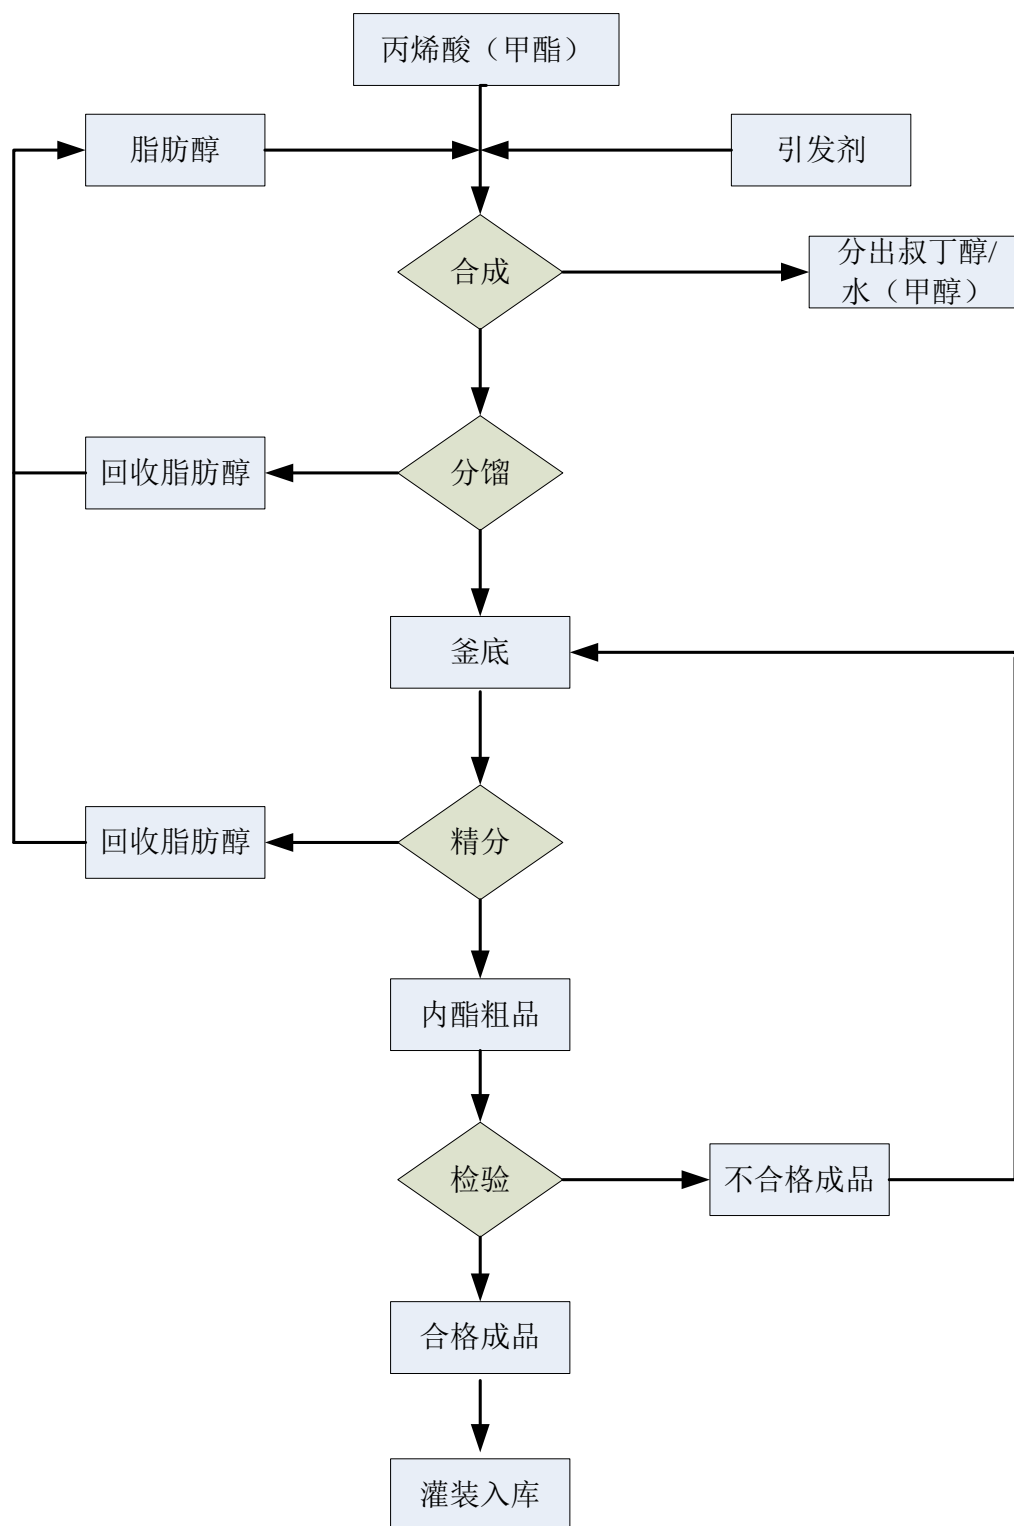 丙烯酸（甲酯）
脂肪醇
引发剂
合成
分出叔丁醇/
水（甲醇）
回收脂肪醇
分馏
釜底
回收脂肪醇
精分
内酯粗品
检验
不合格成品
合格成品
灌装入库